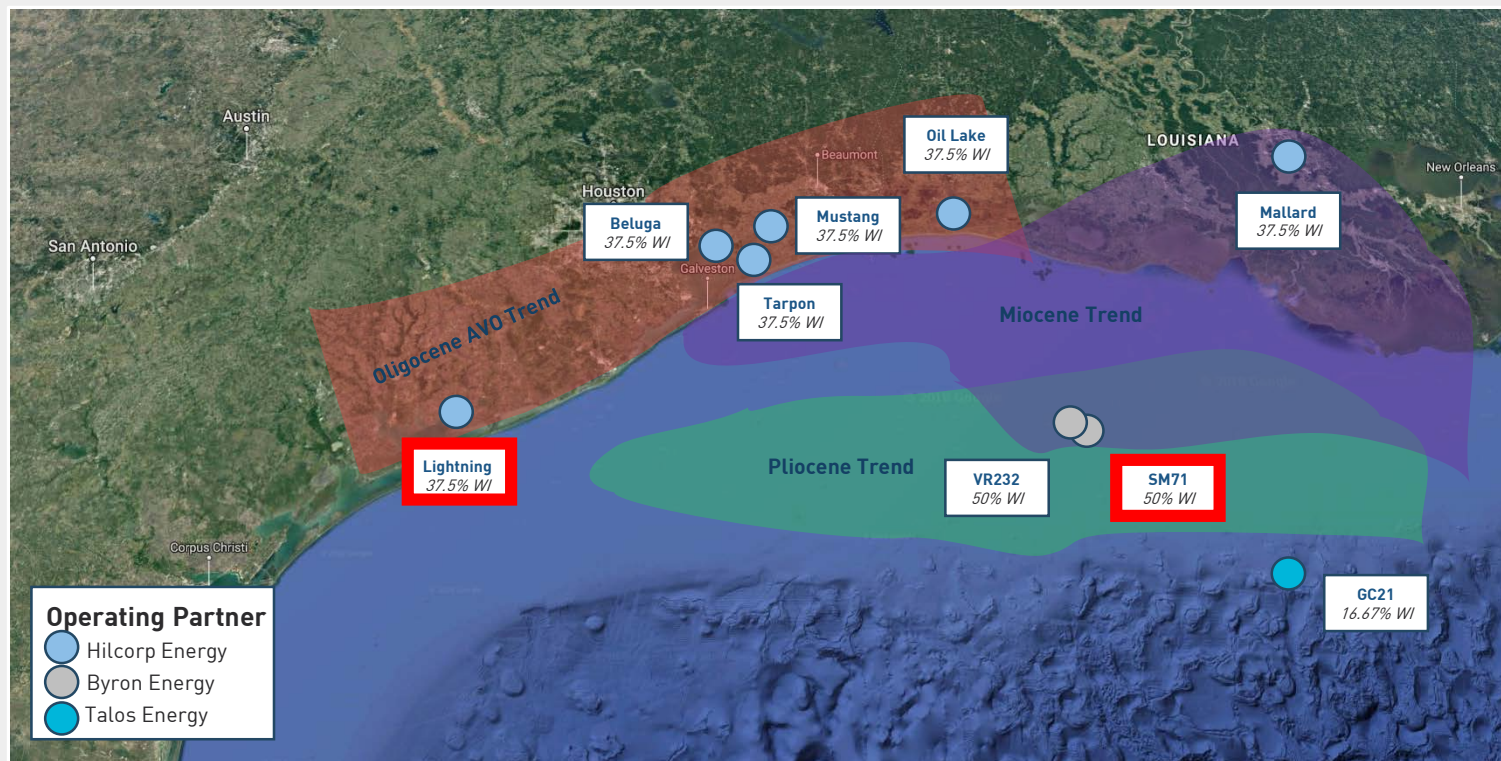 Austin
Oil Lake
37.5% WI
LOUISIANA
Beaumont
New Orleans
Houston
Beluga
37.5% WI
Mustang
37.5% WI
Mallard
37.5% WI
San Antonio
Galveston
Tarpon
37.5% WI
Oligocene AVO Trend
Miocene Trend
Lightning
37.5% WI
Pliocene Trend
VR232
50% WI
SM71
50% WI
Corpus Christi
GC21
16.67% WI
Operating Partner
Hilcorp Energy
Byron Energy
Talos Energy